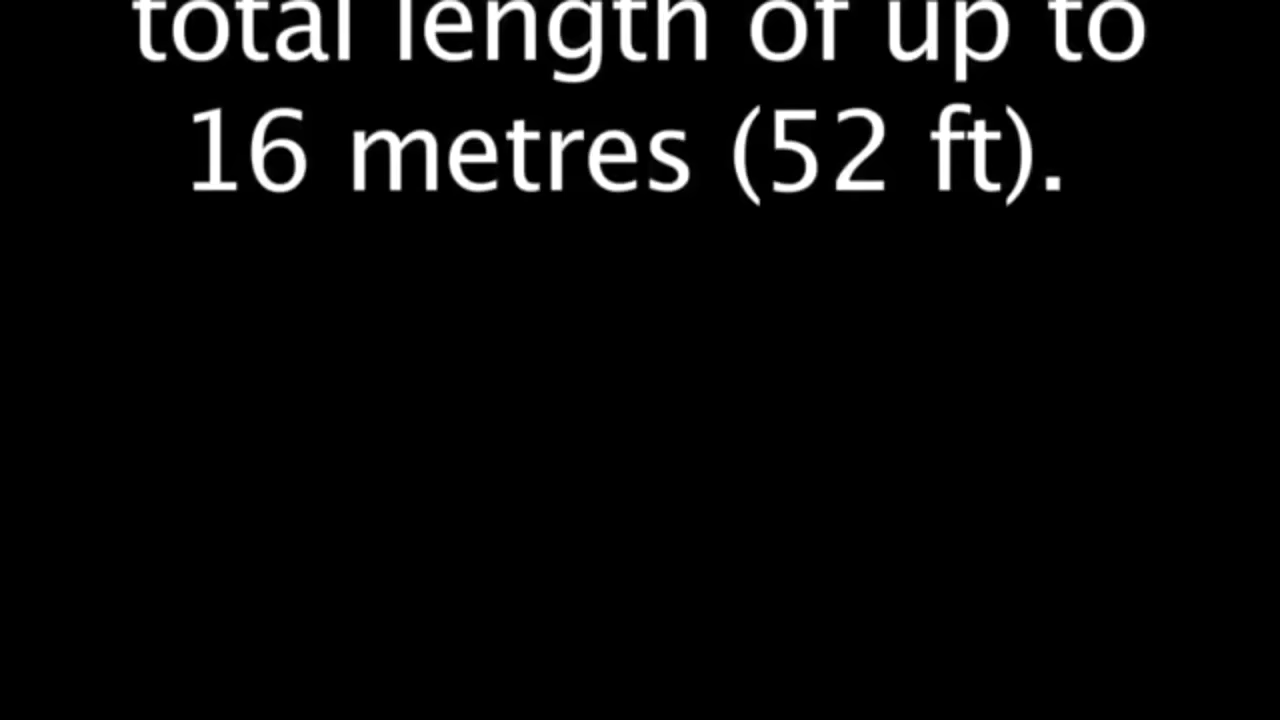 total length of up to
16 metres (52 ft).